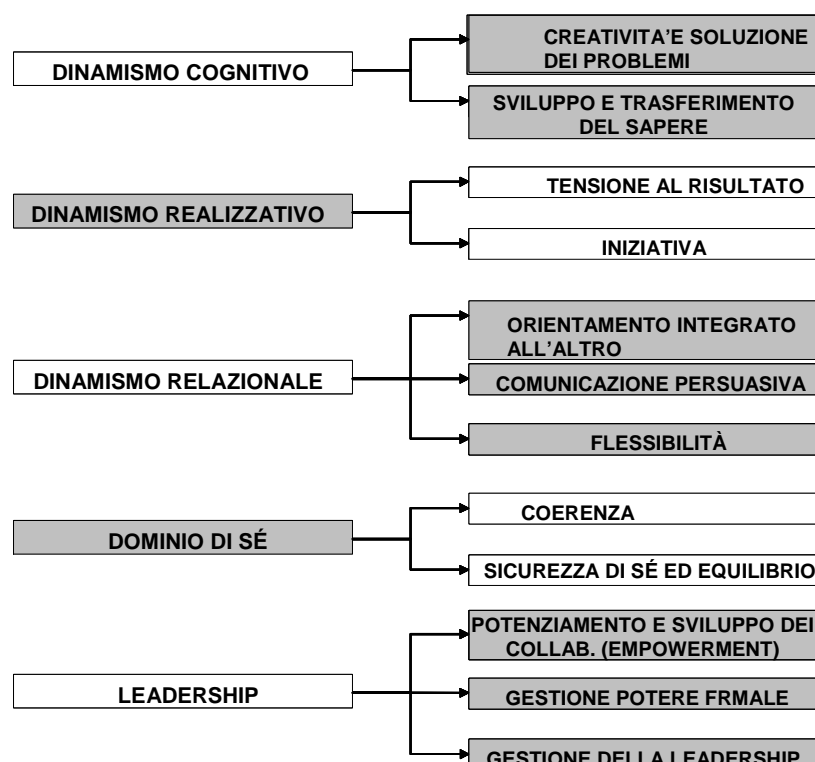 DINAMISMO COGNITIVO
CREATIVITA'E SOLUZIONE
DEI PROBLEMI
SVILUPPO E TRASFERIMENTO
DEL SAPERE
DINAMISMO REALIZZATIVO
TENSIONE AL RISULTATO
INIZIATIVA
DINAMISMO RELAZIONALE
ORIENTAMENTO INTEGRATO
ALL'ALTRO
COMUNICAZIONE PERSUASIVA
FLESSIBILITÀ
DOMINIO DI SÉ
COERENZA
SICUREZZA DI SÉ ED EQUILIBRIO
LEADERSHIP
POTENZIAMENTO E SVILUPPO DEI
COLLAB. (EMPOWERMENT)
GESTIONE POTERE FRMALE
GESTIONE DELLA LEADERSHIP